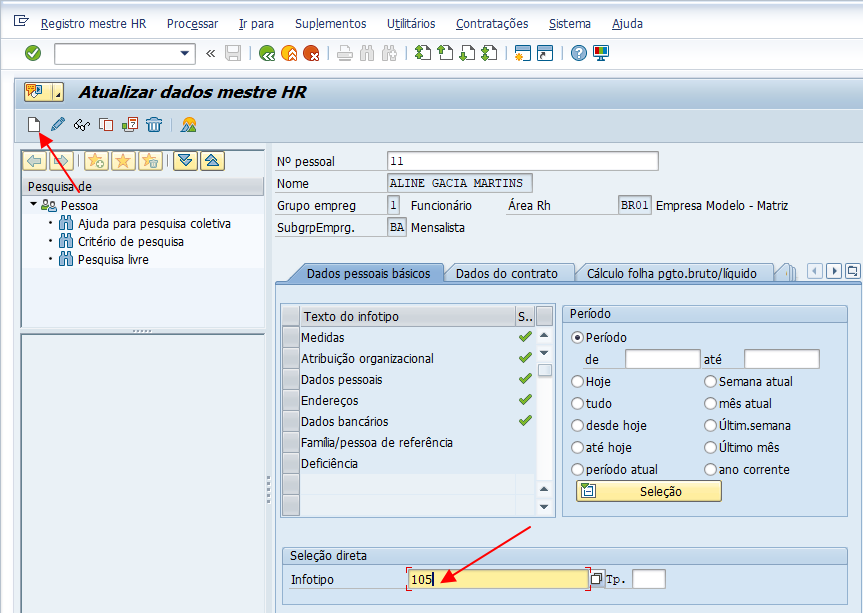 Registro mestre HR Processar Ir para Suplementos Utilitários Contratações Sistema Ajuda
Atualizar dados mestre HR
Pesquisa de
Pessoa
Ajuda para pesquisa coletiva
Critério de pesquisa
Pesquisa livre
Nº pessoal 11
Nome ALINE GACIA MARTINS
Grupo empreg 1 Funcionário Área Rh BR01 Empresa Modelo - Matriz
SubgrpEmprg. BA Mensalista
Dados pessoais básicos Dados do contrato Cálculo folha pgto.bruto/líquido
Texto do infotipo S..
Medidas
Atribuição organizacional
Dados pessoais
Endereços
Dados bancários
Família/pessoa de referência
Deficiência
Período
Período
de até
Hoje Semana atual
tudo mês atual
desde hoje Últim.semana
até hoje Último mês
período atual ano corrente
Seleção
Seleção direta
Infotipo 105 Tp.